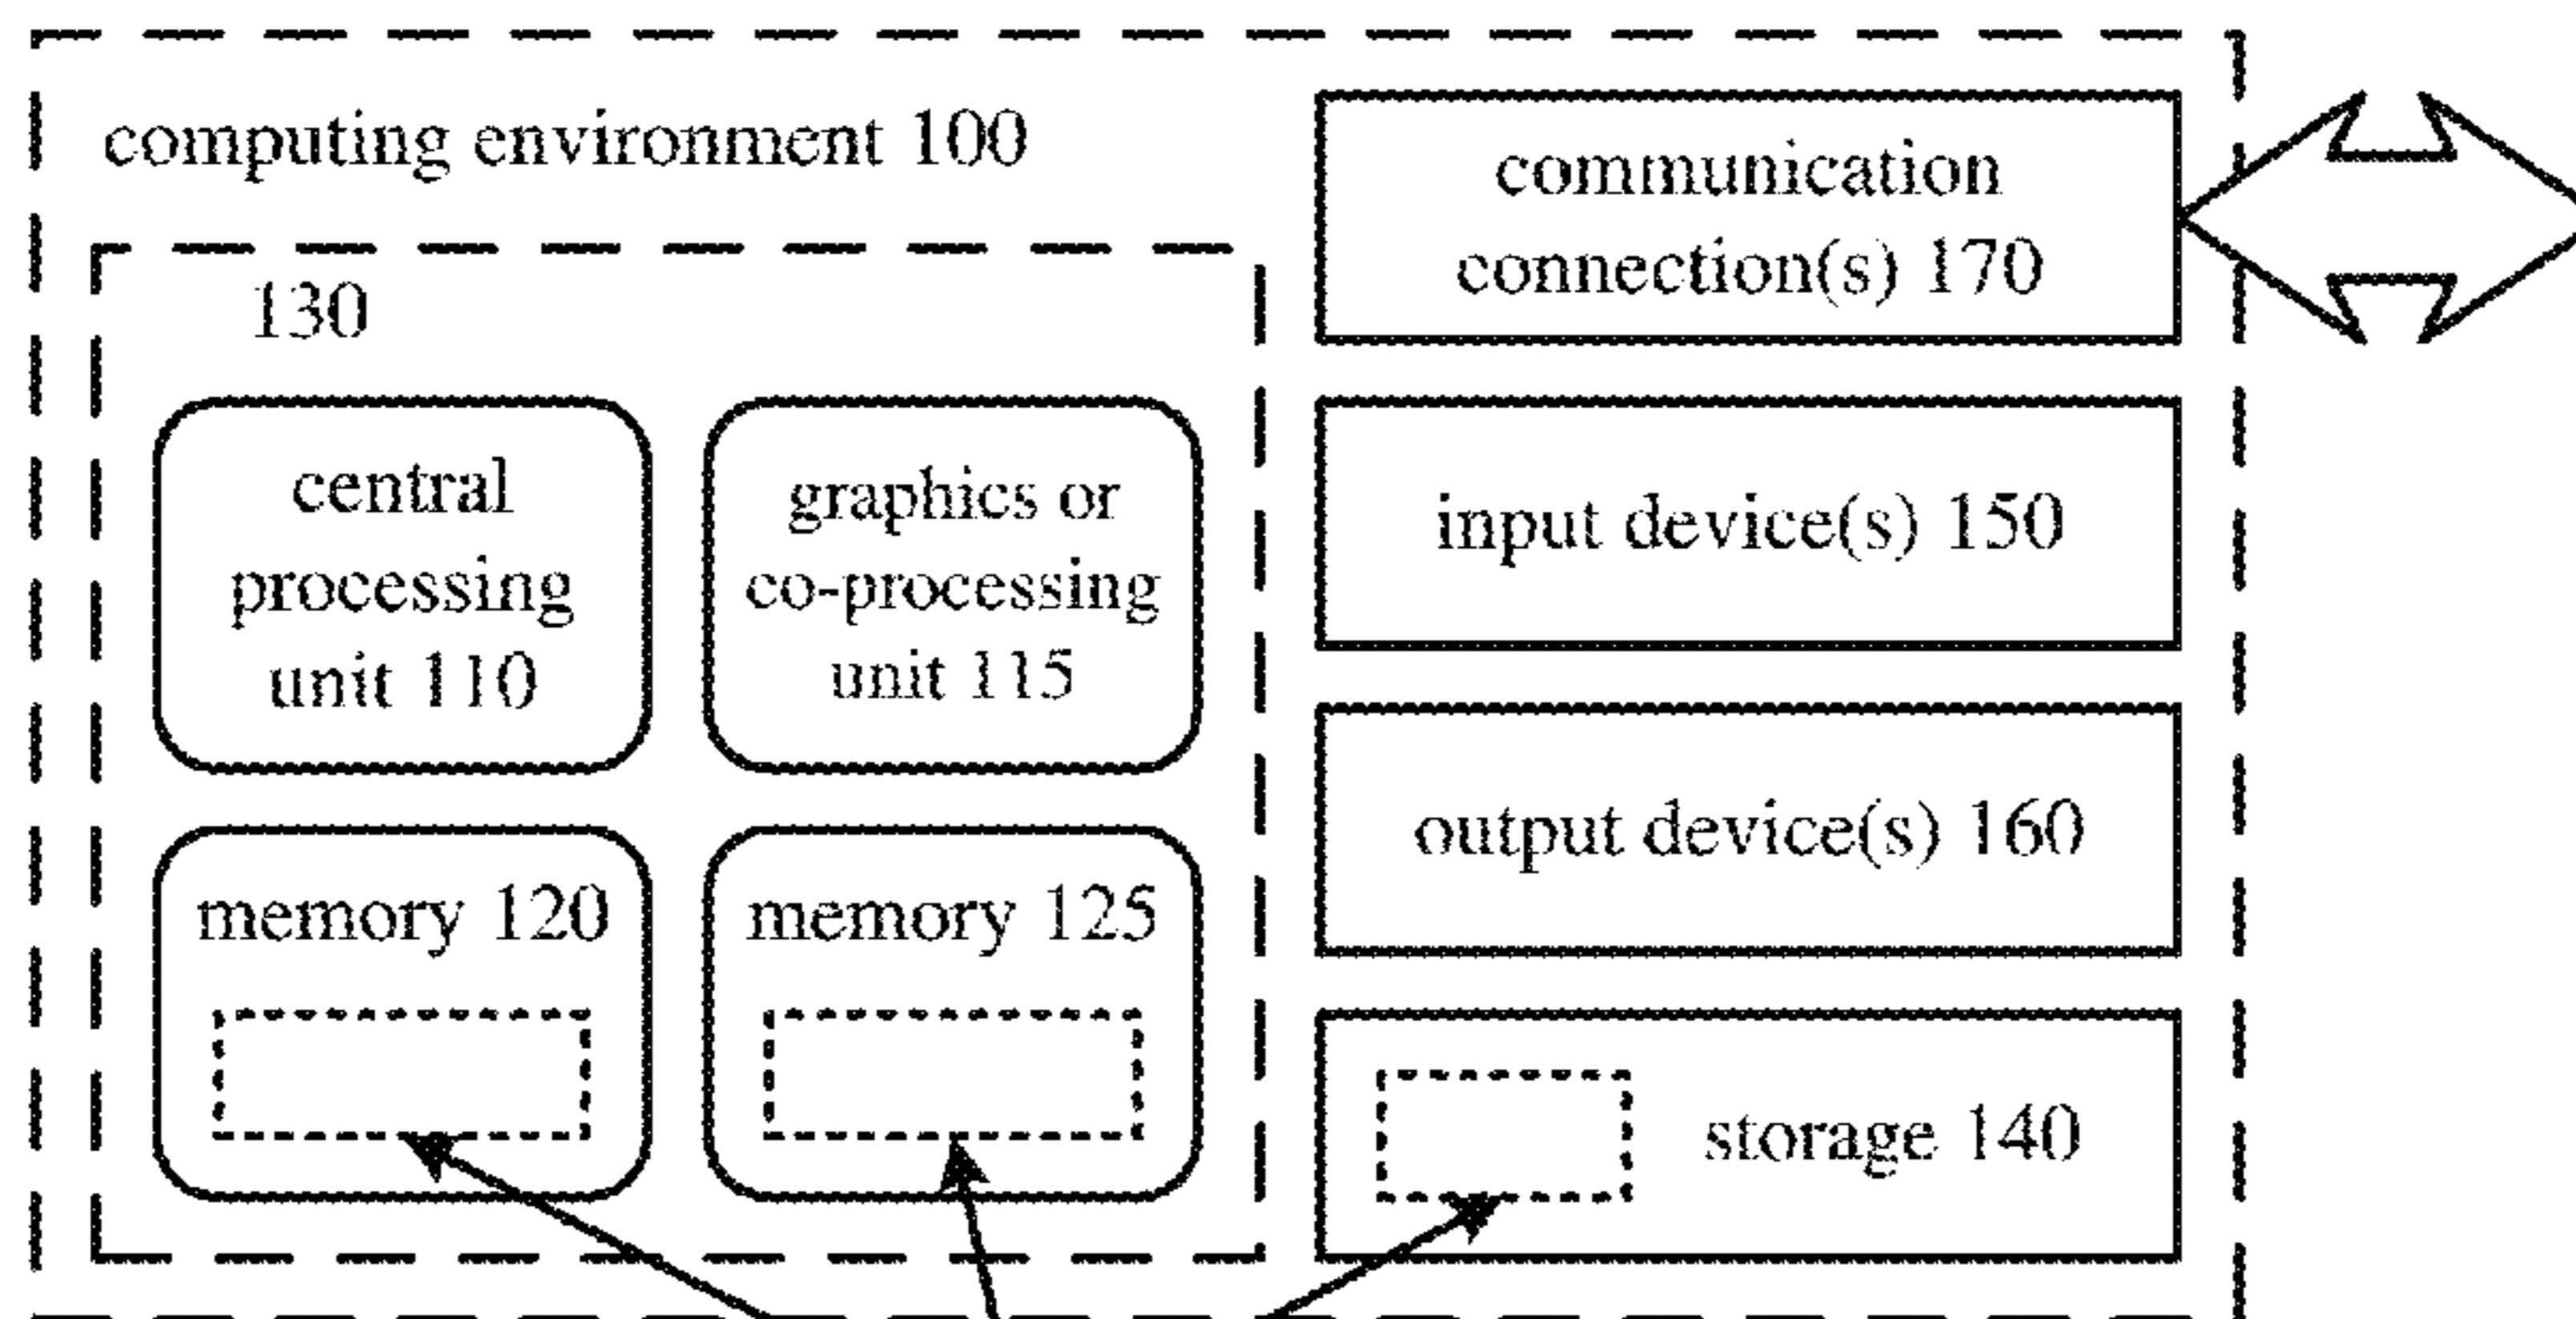 computing environment 100
130
central
processing
unit 110
graphics or
co-processing
unit 115
memory 120
memory 125
communication
connection(s) 170
input device(s) 150
output device(s) 160
storage 140